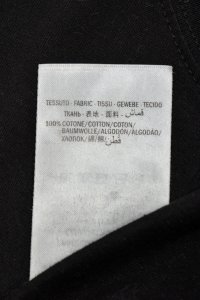 TESSUTO - FABRIC - TISSU - GEWEBE - TECIDO
ТКАНЬ - 表地 - 面料 - قماش
100% COTONE/COTTON/COTON/
BAUMWOLLE/ALGODÓN/ALGODÃO/
ХЛОПОК/綿/棉/قطن